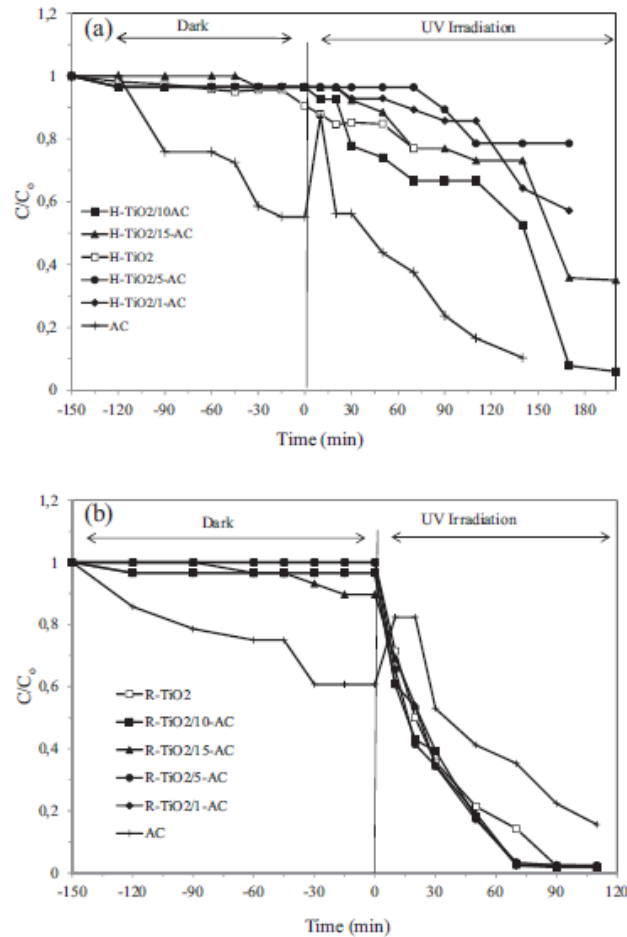 (a)
Dark
UV Irradiation
1,2
1
0,8
0,6
0,4
0,2
0
C/Co
H-TiO2/10AC
H-TiO2/15-AC
H-TiO2
H-TiO2/5-AC
H-TiO2/1-AC
AC
-150 -120 -90 -60 -30 0 30 60 90 120 150 180
Time (min)
(b)
Dark
UV Irradiation
1,2
1
0,8
0,6
0,4
0,2
0
C/Co
R-TiO2
R-TiO2/10-AC
R-TiO2/15-AC
R-TiO2/5-AC
R-TiO2/1-AC
AC
-150 -120 -90 -60 -30 0 30 60 90 120
Time (min)